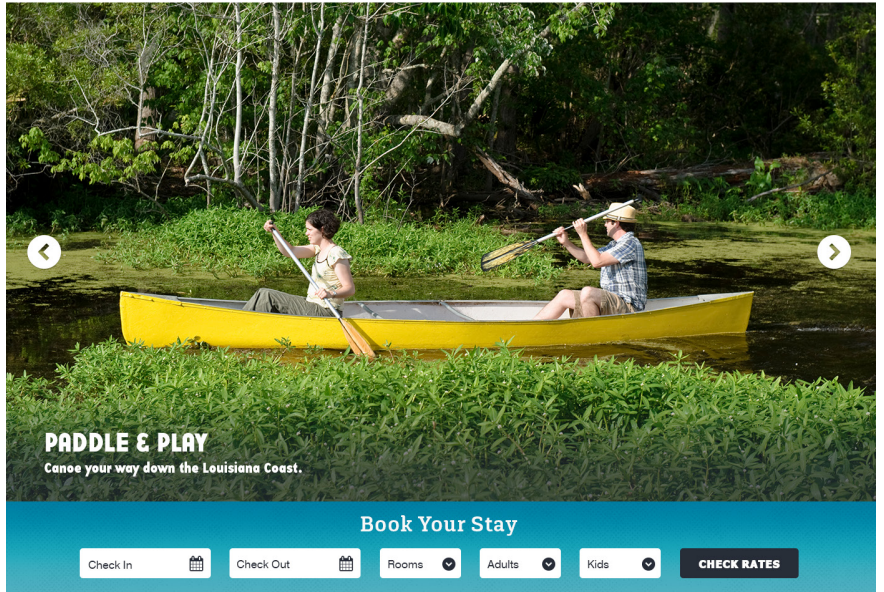 PADDLE & PLAY
Canoe your way down the Louisiana Coast.
Book Your Stay
Check In
Check Out
Rooms
Adults
Kids
CHECK RATES